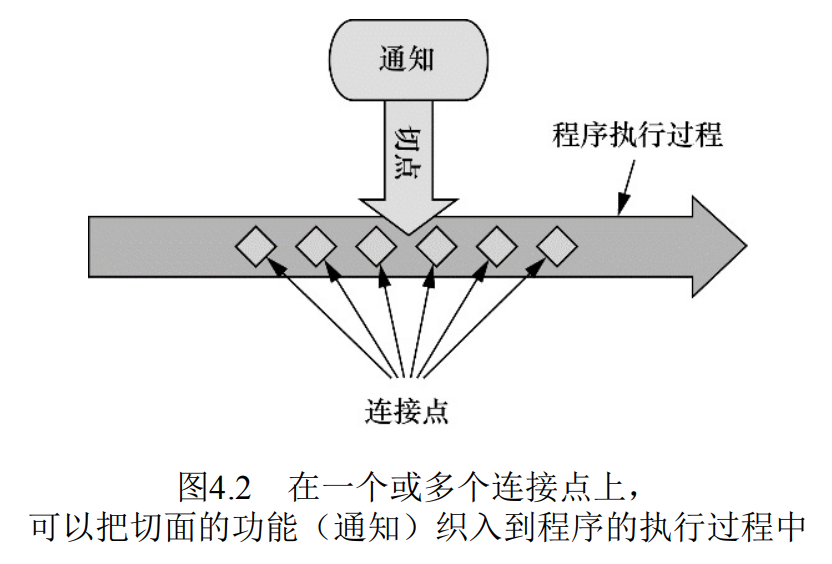 通知
切点
程序执行过程
连接点
图4.2 在一个或多个连接点上，
可以把切面的功能（通知）织入到程序的执行过程中